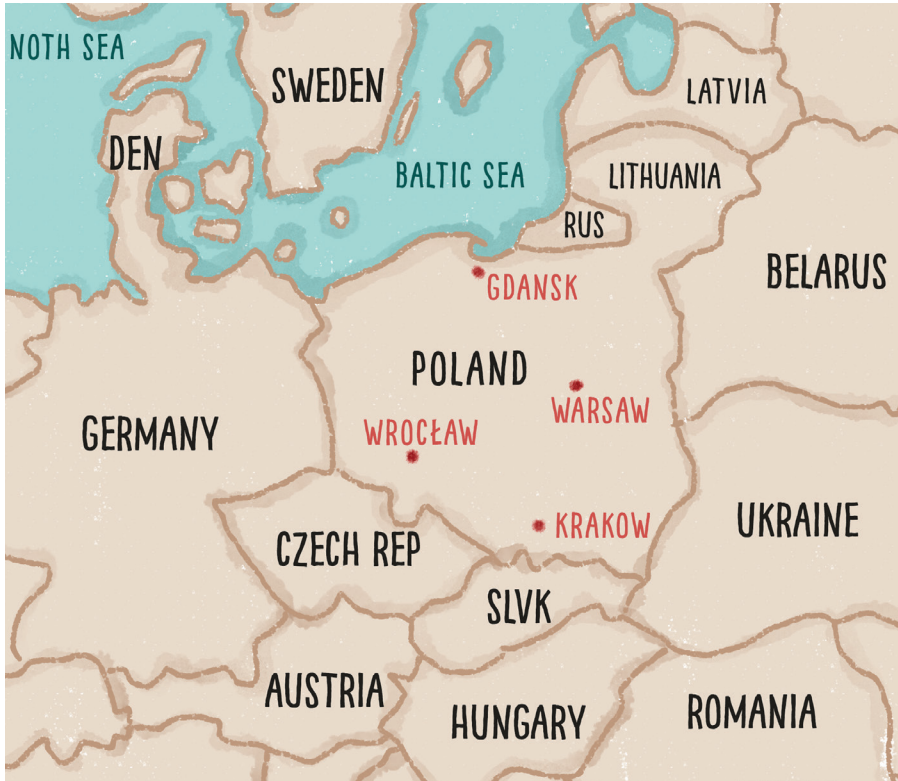 NOTH SEA
SWEDEN
LATVIA
DEN
BALTIC SEA
LITHUANIA
RUS
BELARUS
GDANSK
POLAND
WARSAW
GERMANY
WROCŁAW
KRAKOW
UKRAINE
CZECH REP
SLVK
AUSTRIA
HUNGARY
ROMANIA